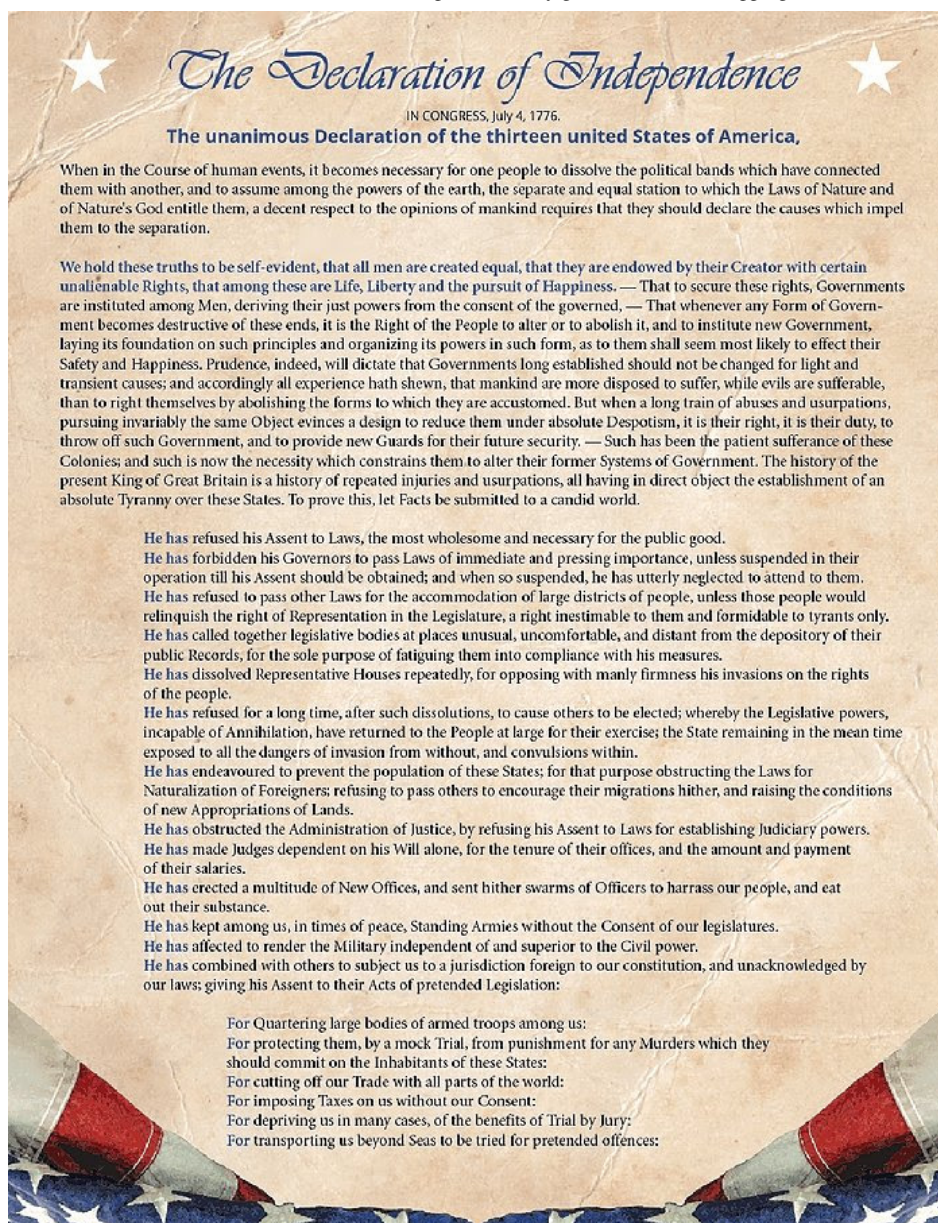 The Declaration of Independence
IN CONGRESS, July 4, 1776.
The unanimous Declaration of the thirteen united States of America,
When in the Course of human events, it becomes necessary for one people to dissolve the political bands which have connected
them with another, and to assume among the powers of the earth, the separate and equal station to which the Laws of Nature and
of Nature's God entitle them, a decent respect to the opinions of mankind requires that they should declare the causes which impel
them to the separation.
We hold these truths to be self-evident, that all men are created equal, that they are endowed by their Creator with certain
unalienable Rights, that among these are Life, Liberty and the pursuit of Happiness. — That to secure these rights, Governments
are instituted among Men, deriving their just powers from the consent of the governed, — That whenever any Form of Govern-
ment becomes destructive of these ends, it is the Right of the People to alter or to abolish it, and to institute new Government,
laying its foundation on such principles and organizing its powers in such form, as to them shall seem most likely to effect their
Safety and Happiness. Prudence, indeed, will dictate that Governments long established should not be changed for light and
transient causes; and accordingly all experience hath shewn, that mankind are more disposed to suffer, while evils are sufferable,
than to right themselves by abolishing the forms to which they are accustomed. But when a long train of abuses and usurpations,
pursuing invariably the same Object evinces a design to reduce them under absolute Despotism, it is their right, it is their duty, to
throw off such Government, and to provide new Guards for their future security. — Such has been the patient sufferance of these
Colonies; and such is now the necessity which constrains them to alter their former Systems of Government. The history of the
present King of Great Britain is a history of repeated injuries and usurpations, all having in direct object the establishment of an
absolute Tyranny over these States. To prove this, let Facts be submitted to a candid world.
He has refused his Assent to Laws, the most wholesome and necessary for the public good.
He has forbidden his Governors to pass Laws of immediate and pressing importance, unless suspended in their
operation till his Assent should be obtained; and when so suspended, he has utterly neglected to attend to them.
He has refused to pass other Laws for the accommodation of large districts of people, unless those people would
relinquish the right of Representation in the Legislature, a right inestimable to them and formidable to tyrants only.
He has called together legislative bodies at places unusual, uncomfortable, and distant from the depository of their
public Records, for the sole purpose of fatiguing them into compliance with his measures.
He has dissolved Representative Houses repeatedly, for opposing with manly firmness his invasions on the rights
of the people.
He has refused for a long time, after such dissolutions, to cause others to be elected; whereby the Legislative powers,
incapable of Annihilation, have returned to the People at large for their exercise; the State remaining in the mean time
exposed to all the dangers of invasion from without, and convulsions within.
He has endeavoured to prevent the population of these States; for that purpose obstructing the Laws for
Naturalization of Foreigners; refusing to pass others to encourage their migrations hither, and raising the conditions
of new Appropriations of Lands.
He has obstructed the Administration of Justice, by refusing his Assent to Laws for establishing Judiciary powers.
He has made Judges dependent on his Will alone, for the tenure of their offices, and the amount and payment
of their salaries.
He has erected a multitude of New Offices, and sent hither swarms of Officers to harrass our people, and eat
out their substance.
He has kept among us, in times of peace, Standing Armies without the Consent of our legislatures.
He has affected to render the Military independent of and superior to the Civil power.
He has combined with others to subject us to a jurisdiction foreign to our constitution, and unacknowledged by
our laws; giving his Assent to their Acts of pretended Legislation:
For Quartering large bodies of armed troops among us:
For protecting them, by a mock Trial, from punishment for any Murders which they
should commit on the Inhabitants of these States:
For cutting off our Trade with all parts of the world:
For imposing Taxes on us without our Consent:
For depriving us in many cases, of the benefits of Trial by Jury:
For transporting us beyond Seas to be tried for pretended offences: